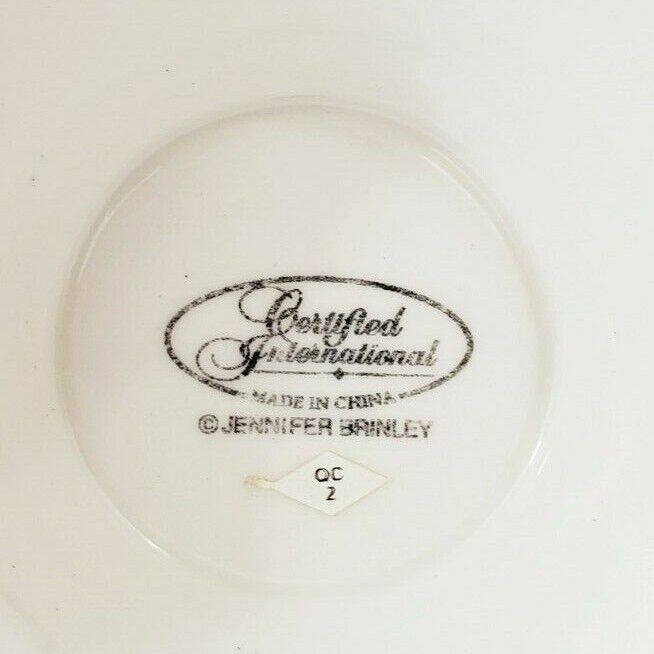 Certified
International
MADE IN CHINA
© JENNIFER BRINLEY
QC
2